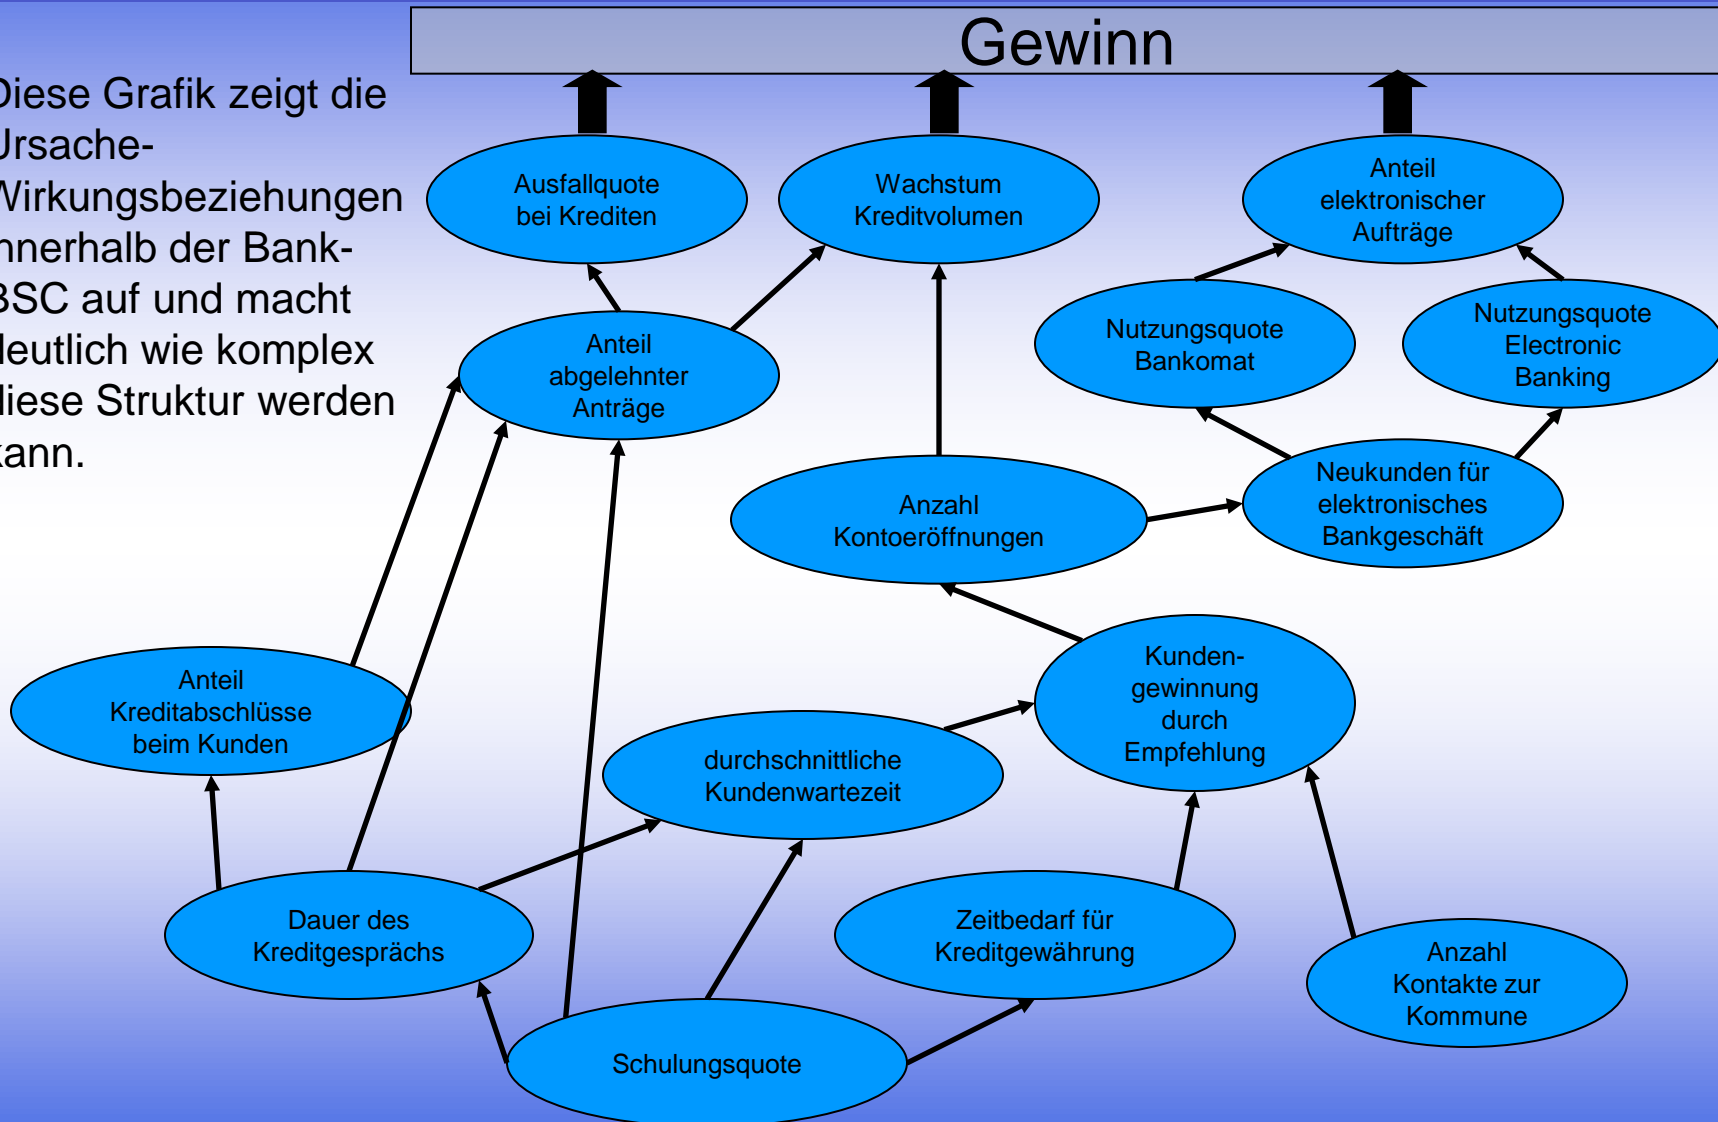 Gewinn
Diese Grafik zeigt die
Ursache-
Wirkungsbeziehungen
innerhalb der Bank-
BSC auf und macht
deutlich wie komplex
diese Struktur werden
kann.
Ausfallquote
bei Krediten
Wachstum
Kreditvolumen
Anteil
elektronischer
Aufträge
Anteil
abgelehnter
Anträge
Nutzungsquote
Bankomat
Nutzungsquote
Electronic
Banking
Anzahl
Kontoeröffnungen
Neukunden für
elektronisches
Bankgeschäft
Anteil
Kreditabschlüsse
beim Kunden
durchschnittliche
Kundenwartezeit
Kunden-
gewinnung
durch
Empfehlung
Dauer des
Kreditgesprächs
Zeitbedarf für
Kreditgewährung
Anzahl
Kontakte zur
Kommune
Schulungsquote